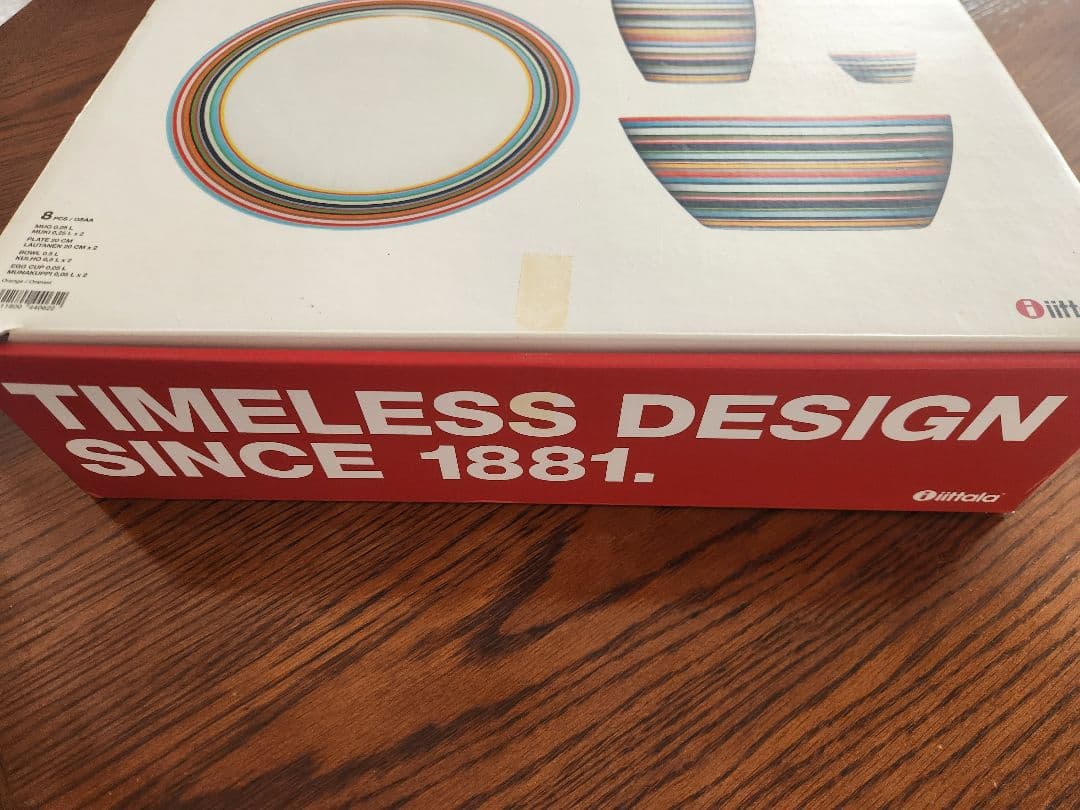 8 PCS / OSAA
MUG 0.25 L
MUKI 0,25 L x 2
PLATE 20 CM
LAUTANEN 20 CM x 2
BOWL 0.5 L
KULHO 0,5 L x 2
EGG CUP 0.05 L
MUNAKUPPI 0,05 L x 2
Orange / Oranssi
iitt
TIMELESS DESIGN
SINCE 1881.
iittala